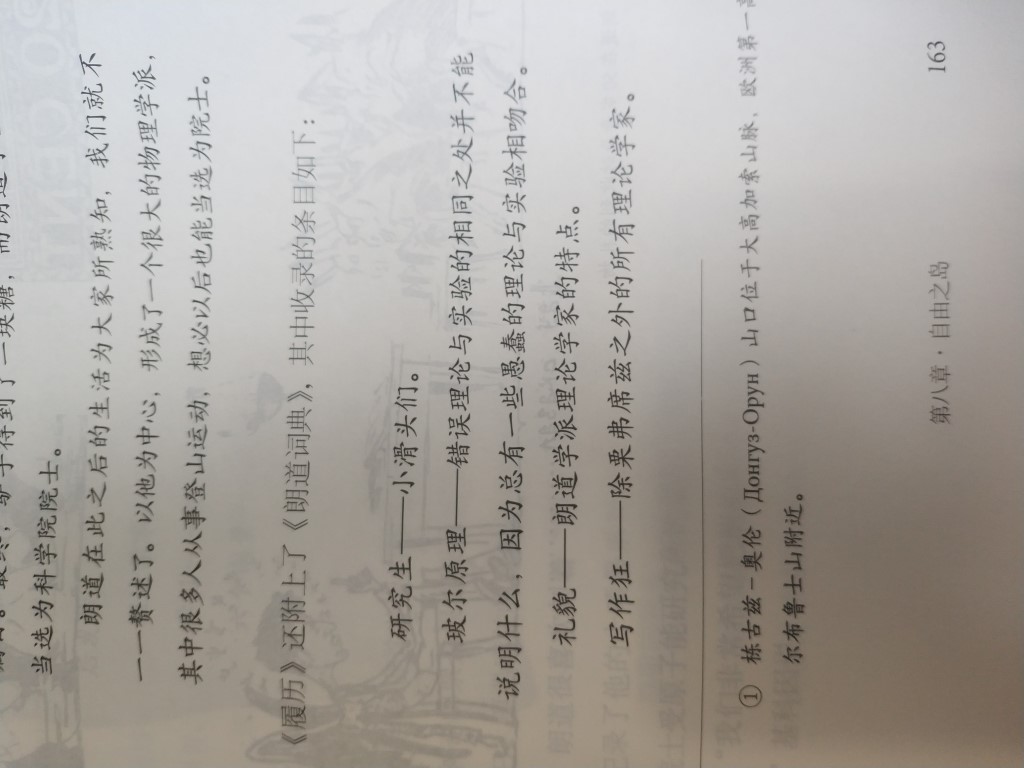 最终，驴子得到了一块糖，而朗道
当选为科学院院士。
朗道在此之后的生活为大家所熟知，我们就不
一一赘述了。以他为中心，形成了一个很大的物理学派，
其中很多人从事登山运动，想必以后也能当选为院士。
《履历》还附上了《朗道词典》，其中收录的条目如下：
研究生——小滑头们。
玻尔原理——错误理论与实验的相同之处并不能
说明什么，因为总有一些愚蠢的理论与实验相吻合。
礼貌——朗道学派理论学家的特点。
写作狂——除栗弗席兹之外的所有理论学家。
① 栋古兹－奥伦（Донгуз-Орун）山口位于大高加索山脉，欧洲第一高
尔布鲁士山附近。
第八章·自由之岛
163